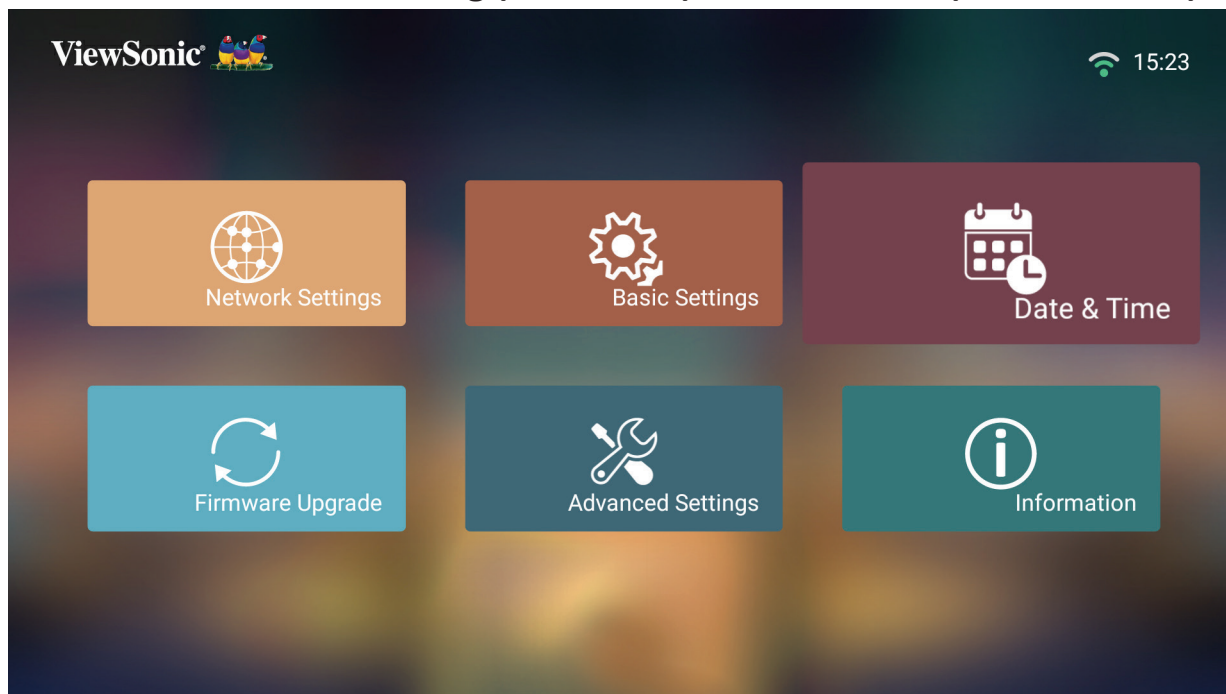 ViewSonic®
15:23
Network Settings
Basic Settings
Date & Time
Firmware Upgrade
Advanced Settings
Information